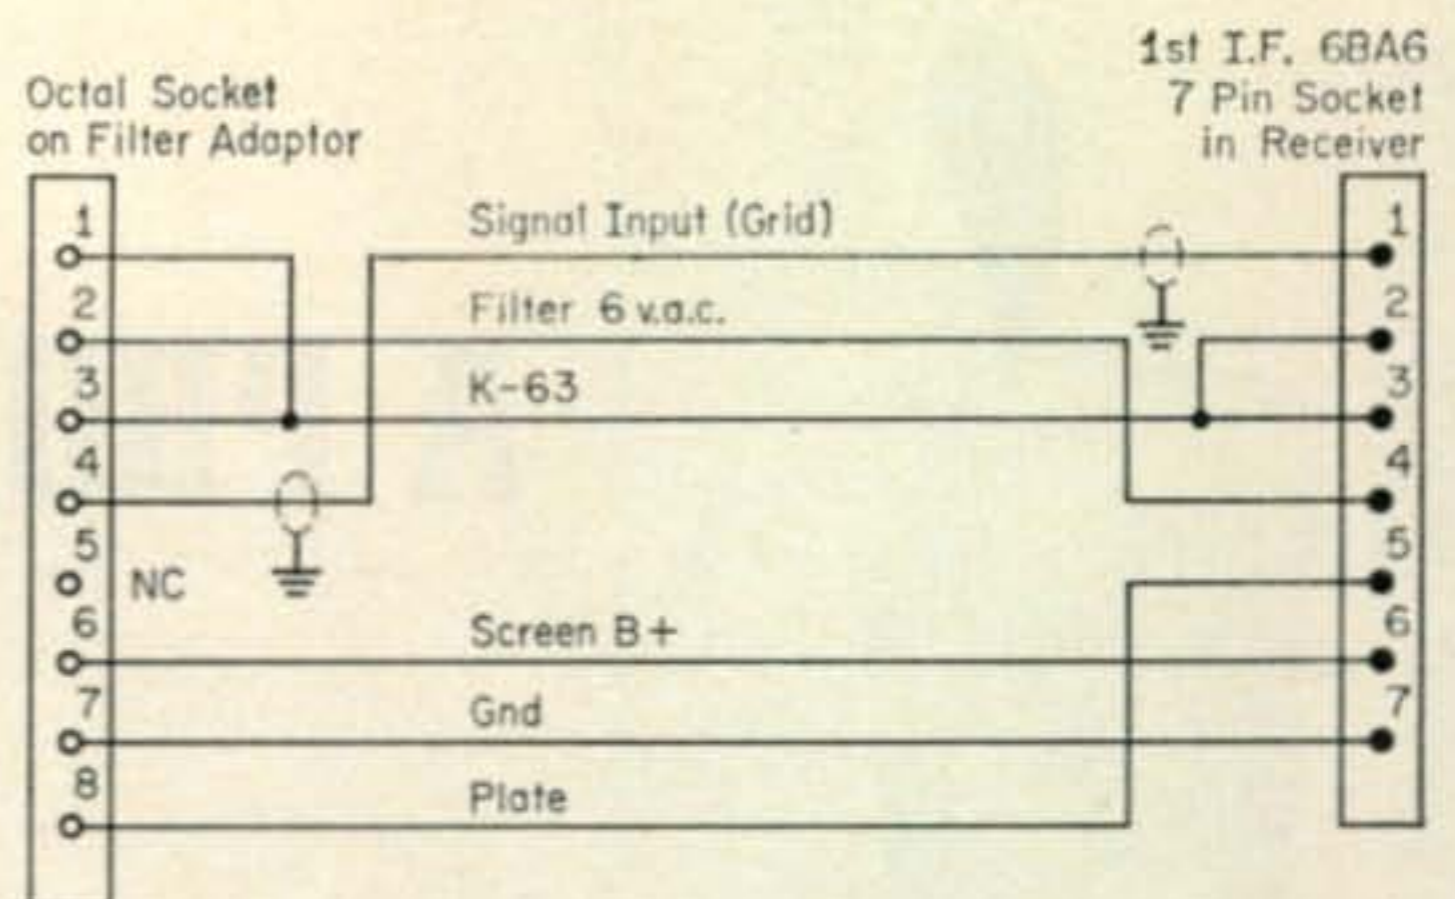 Octal Socket
on Filter Adaptor
1st I.F. 6BA6
7 Pin Socket
in Receiver
1
2
3
4
5
6
7
8
NC
Signal Input (Grid)
Filter 6 v.a.c.
K-63
Screen B+
Gnd
Plate
1
2
3
4
5
6
7